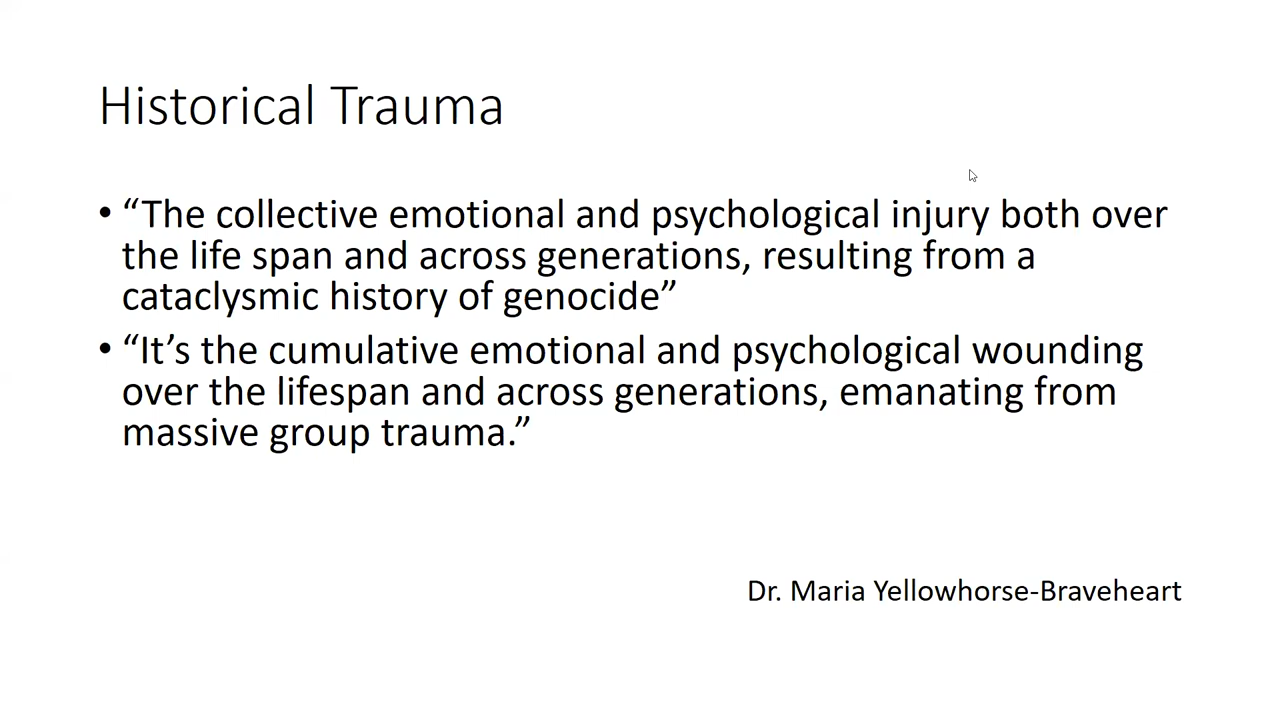 Historical Trauma
• “The collective emotional and psychological injury both over
the life span and across generations, resulting from a
cataclysmic history of genocide”
• “It’s the cumulative emotional and psychological wounding
over the lifespan and across generations, emanating from
massive group trauma.”
Dr. Maria Yellowhorse-Braveheart